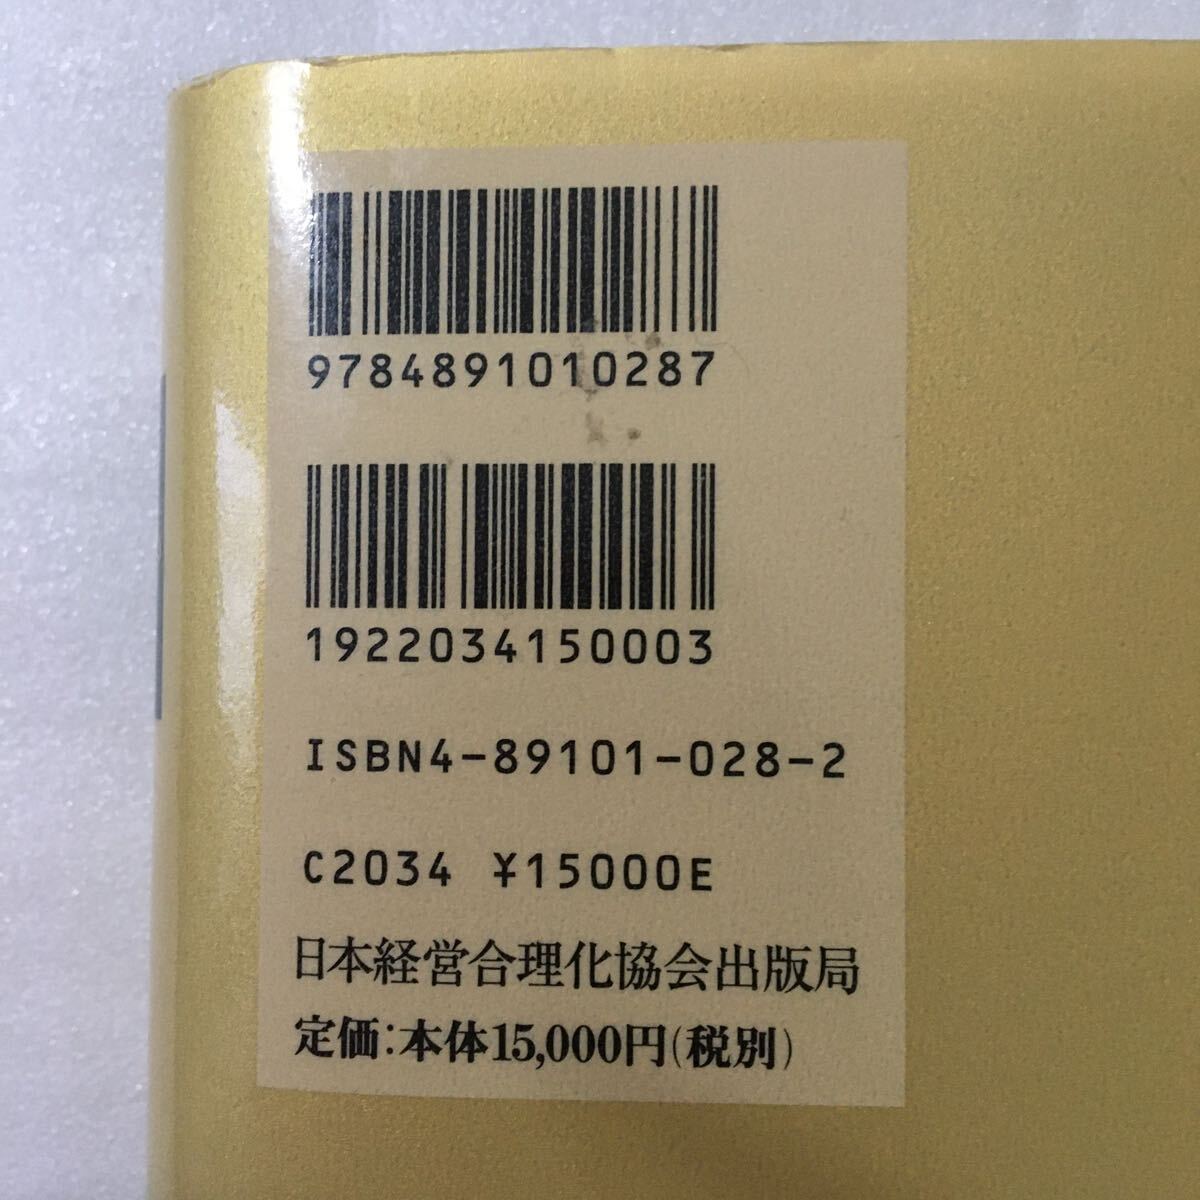 9784891010287
1922034150003
ISBN4-89101-028-2
C2034 ¥15000E
日本経営合理化協会出版局
定価:本体15,000円(税別)